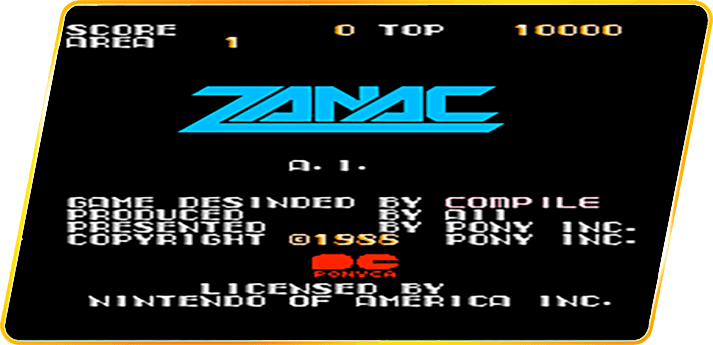 SCORE 0 TOP 10000
AREA 1
ZANAC
A.I.
GAME DESINDED BY COMPILE
PRODUCED BY AII
PRESENTED BY PONY INC.
COPYRIGHT ©1986 PONY INC.
PONYCA
LICENSED BY
NINTENDO OF AMERICA INC.